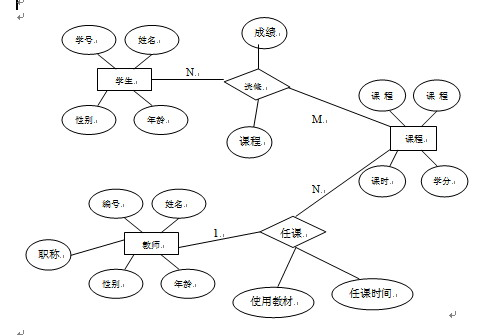 成绩
学号 姓名
学生 N 选修
课程 课程
M
性别 年龄 课程 课程
N 课时 学分
编号 姓名
教师 1 任课
职称
性别 年龄 使用教材 任课时间